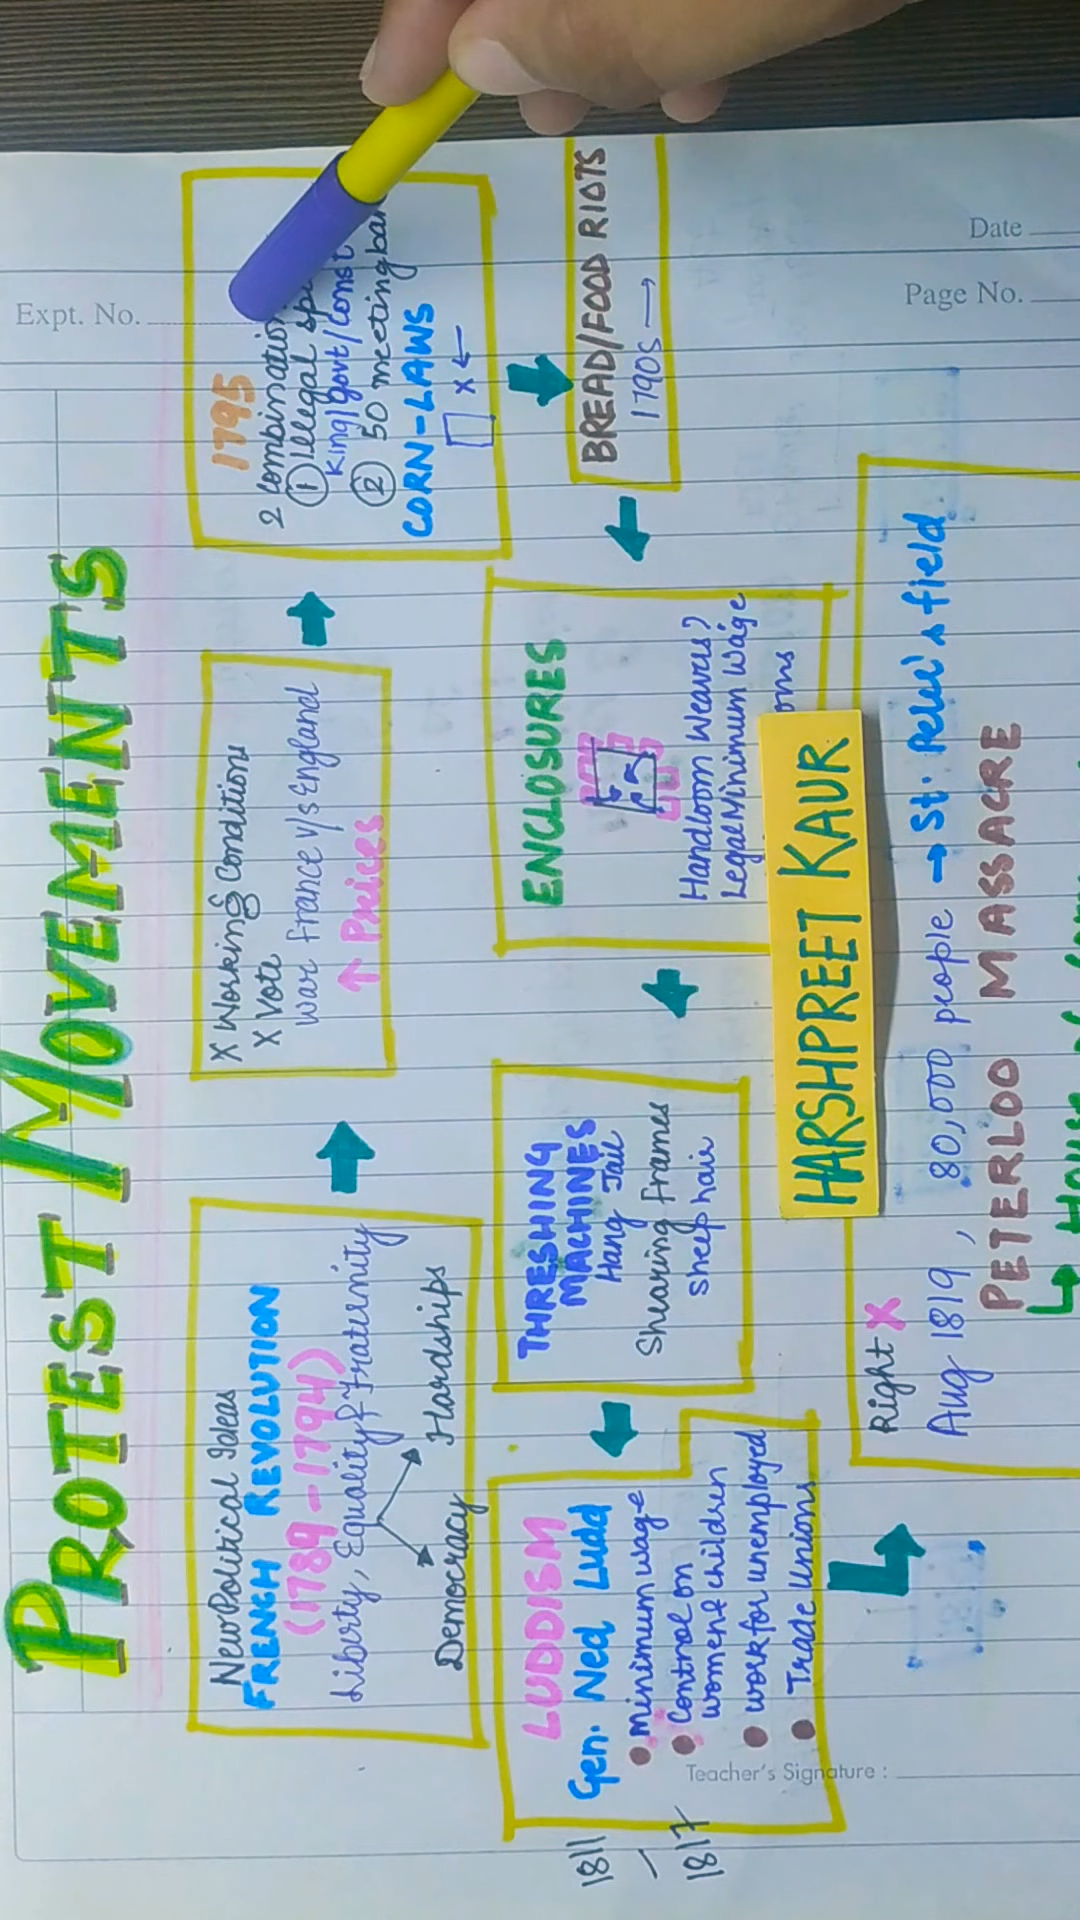 Expt. No.
Date
Page No.
PROTEST MOVEMENTS
New Political Ideas
FRENCH REVOLUTION
(1789-1794)
Liberty, Equality & Fraternity
Democracy
Hardships
X Working Condition
X Vote
War France v/s England
↑ Prices
1795
2 Combination
① Illegal
King/Govt/Const
② 50 meeting
CORN-LAWS
X ←
BREAD/FOOD RIOTS
1790s →
ENCLOSURES
Handloom Weavers?
Legal Minimum Wage
THRESHING
MACHINES
Hang Jail
Shearing Frames
Sheep hair
LUDDISM
Gen. Ned Ludd
• Minimum wage
• Control on
women & children
• work for unemployed
• Trade Unions
1811
–
1817
Right X
Aug 1819, 80,000 people → St. Peter's field
PETERLOO MASSACRE
HARSHPREET KAUR
Teacher's Signature :